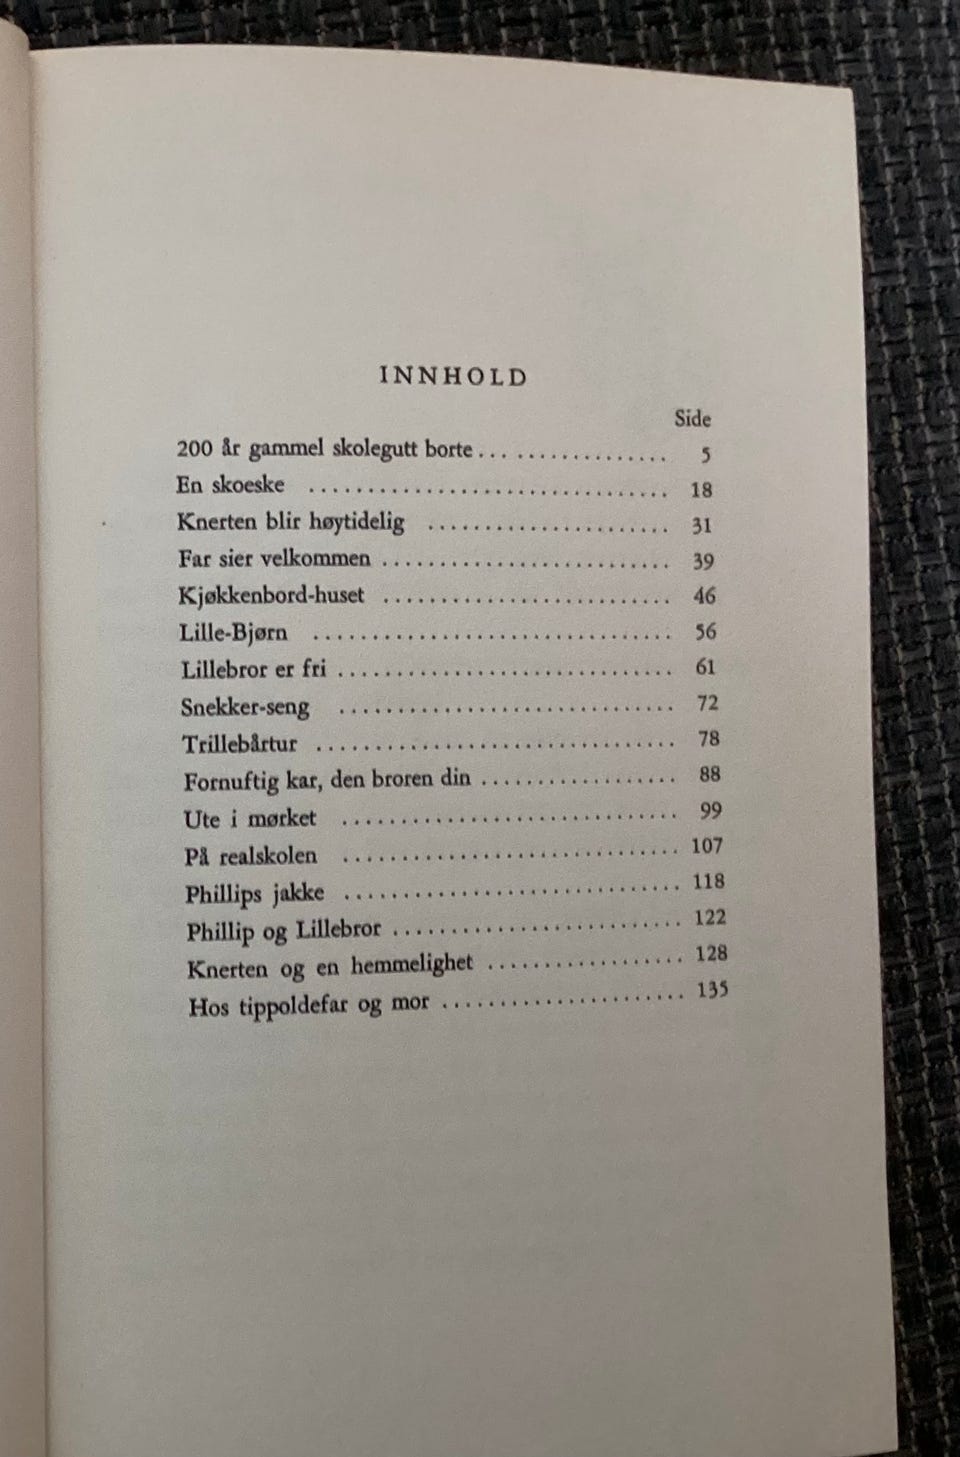 INNHOLD
Side
200 år gammel skolegutt borte ... ............... 5
En skoeske ............................... 18
Knerten blir høytidelig ..................... 31
Far sier velkommen ......................... 39
Kjøkkenbord-huset ......................... 46
Lille-Bjørn ............................... 56
Lillebror er fri ............................. 61
Snekker-seng ............................. 72
Trillebårtur ............................... 78
Fornuftig kar, den broren din ................. 88
Ute i mørket ............................. 99
På realskolen ............................. 107
Phillips jakke ............................. 118
Phillip og Lillebror ......................... 122
Knerten og en hemmelighet ................. 128
Hos tippoldefar og mor ..................... 135